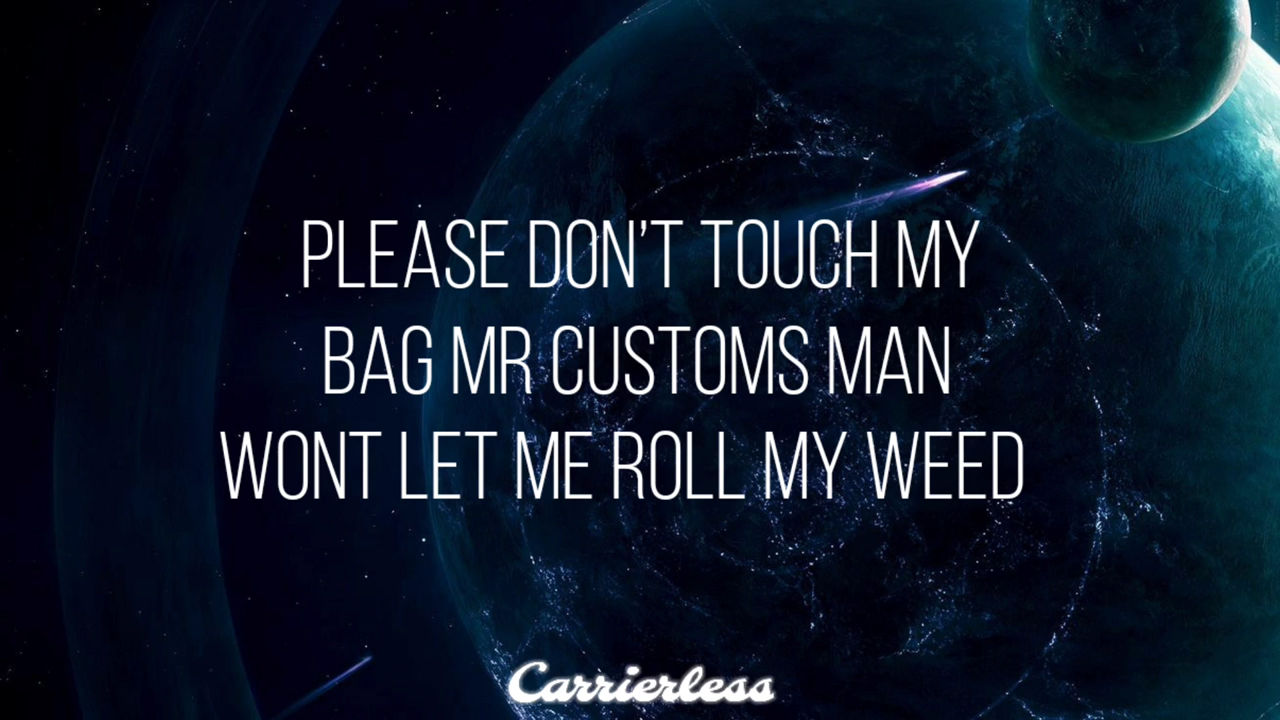 PLEASE DON'T TOUCH MY
BAG MR CUSTOMS MAN
WONT LET ME ROLL MY WEED
Carrierless